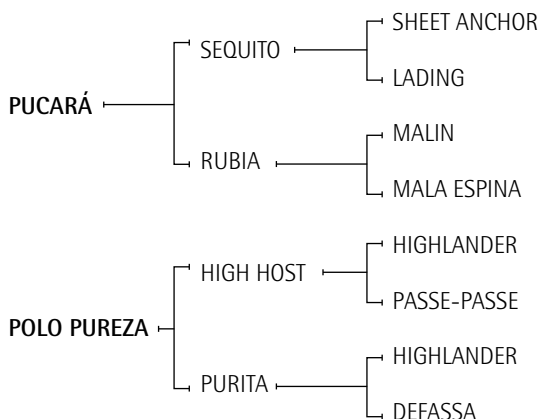 SHEET ANCHOR
SEQUITO
LADING
PUCARÁ
MALIN
RUBIA
MALA ESPINA
HIGHLANDER
HIGH HOST
PASSE-PASSE
POLO PUREZA
HIGHLANDER
PURITA
DEFASSA